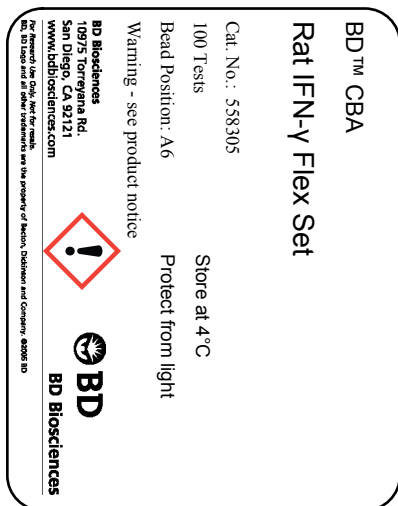 BD™ CBA
Rat IFN-γ Flex Set
Cat. No.: 558305
100 Tests
Store at 4°C
Bead Position: A6
Protect from light
Warning - see product notice
BD Biosciences
10975 Torreyana Rd.
San Diego, CA 92121
www.bdbiosciences.com
BD
BD Biosciences
For Research Use Only. Not for resale.
BD, BD Logo and all other trademarks are the property of Becton, Dickinson and Company. ©2005 BD